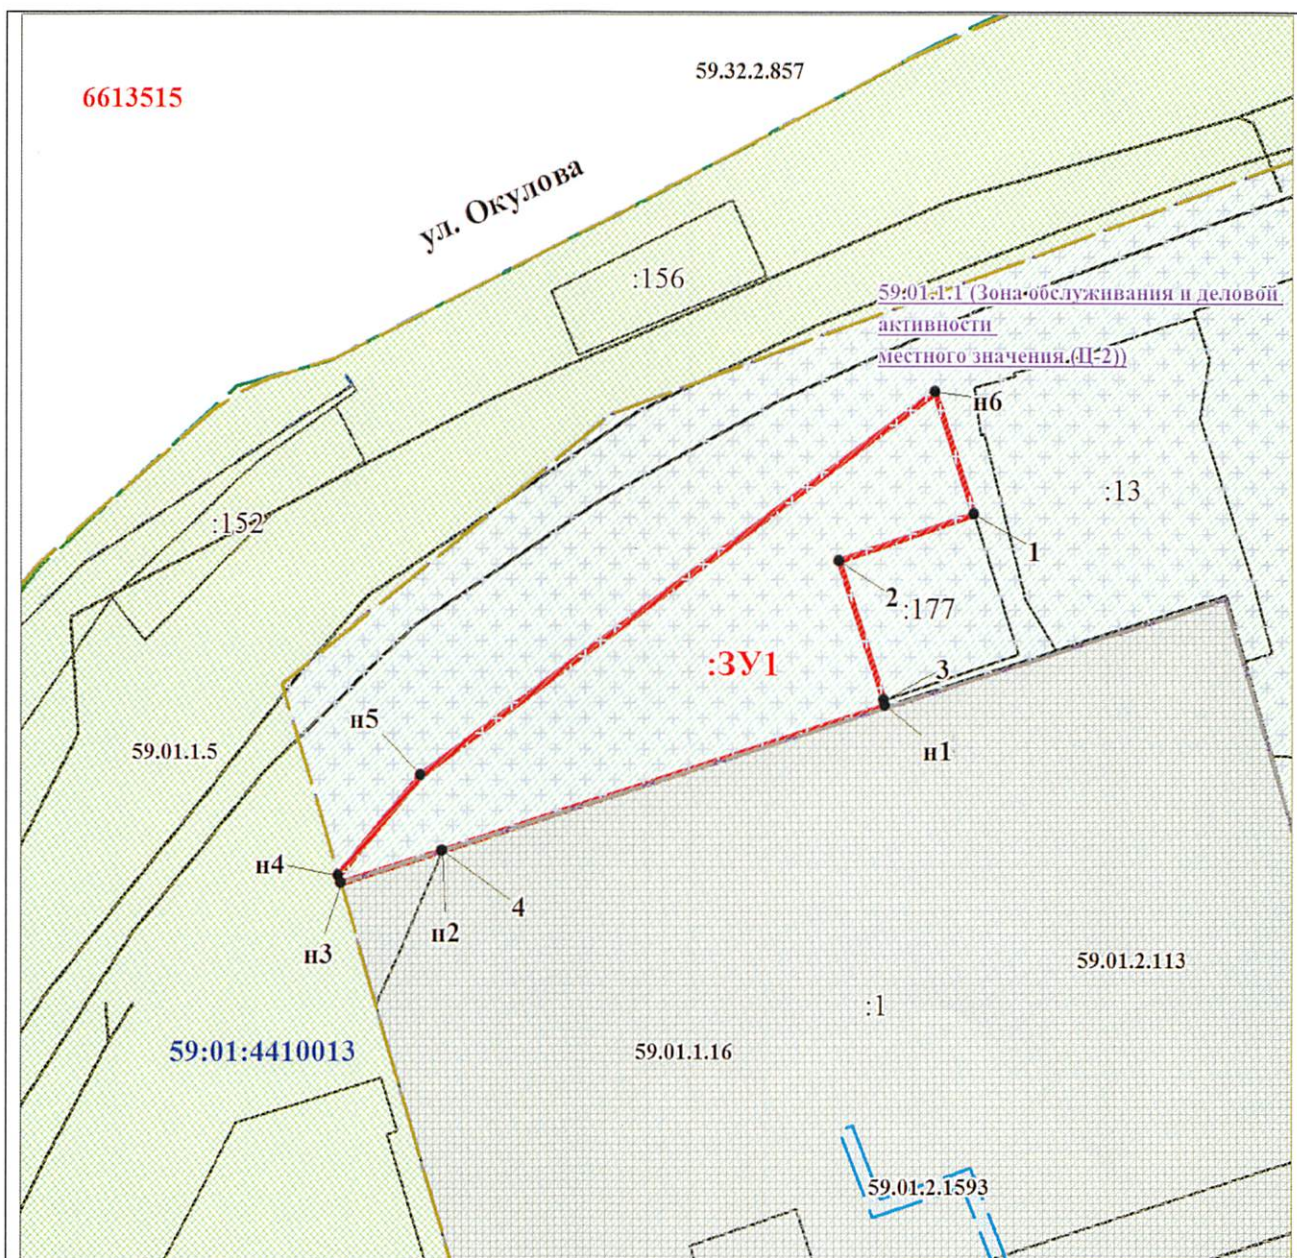 59.32.2.857
6613515
ул. Окулова
:156
59:01.1.1 (Зона обслуживания и деловой
активности
местного значения (Ц-2))
н6
:13
:152
1
2
:177
:ЗУ1
3
н5
59.01.1.5
н1
н4
4
н2
н3
59.01.2.113
:1
59:01:4410013
59.01.1.16
59.01.2.1593